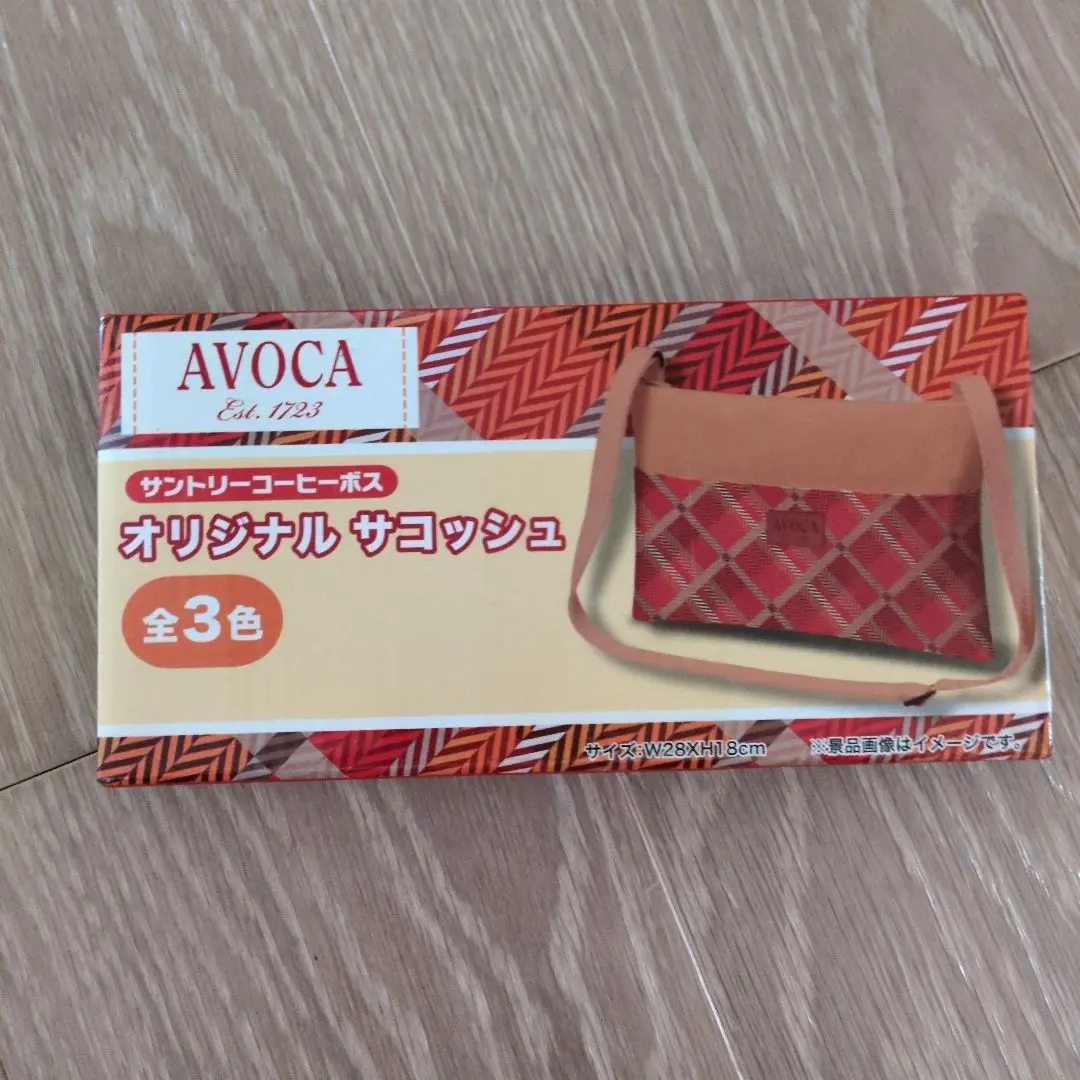 AVOCA
Est. 1723
サントリーコーヒーボス
オリジナル サコッシュ
全3色
AVOCA
サイズ:W28XH18cm
※景品画像はイメージです。